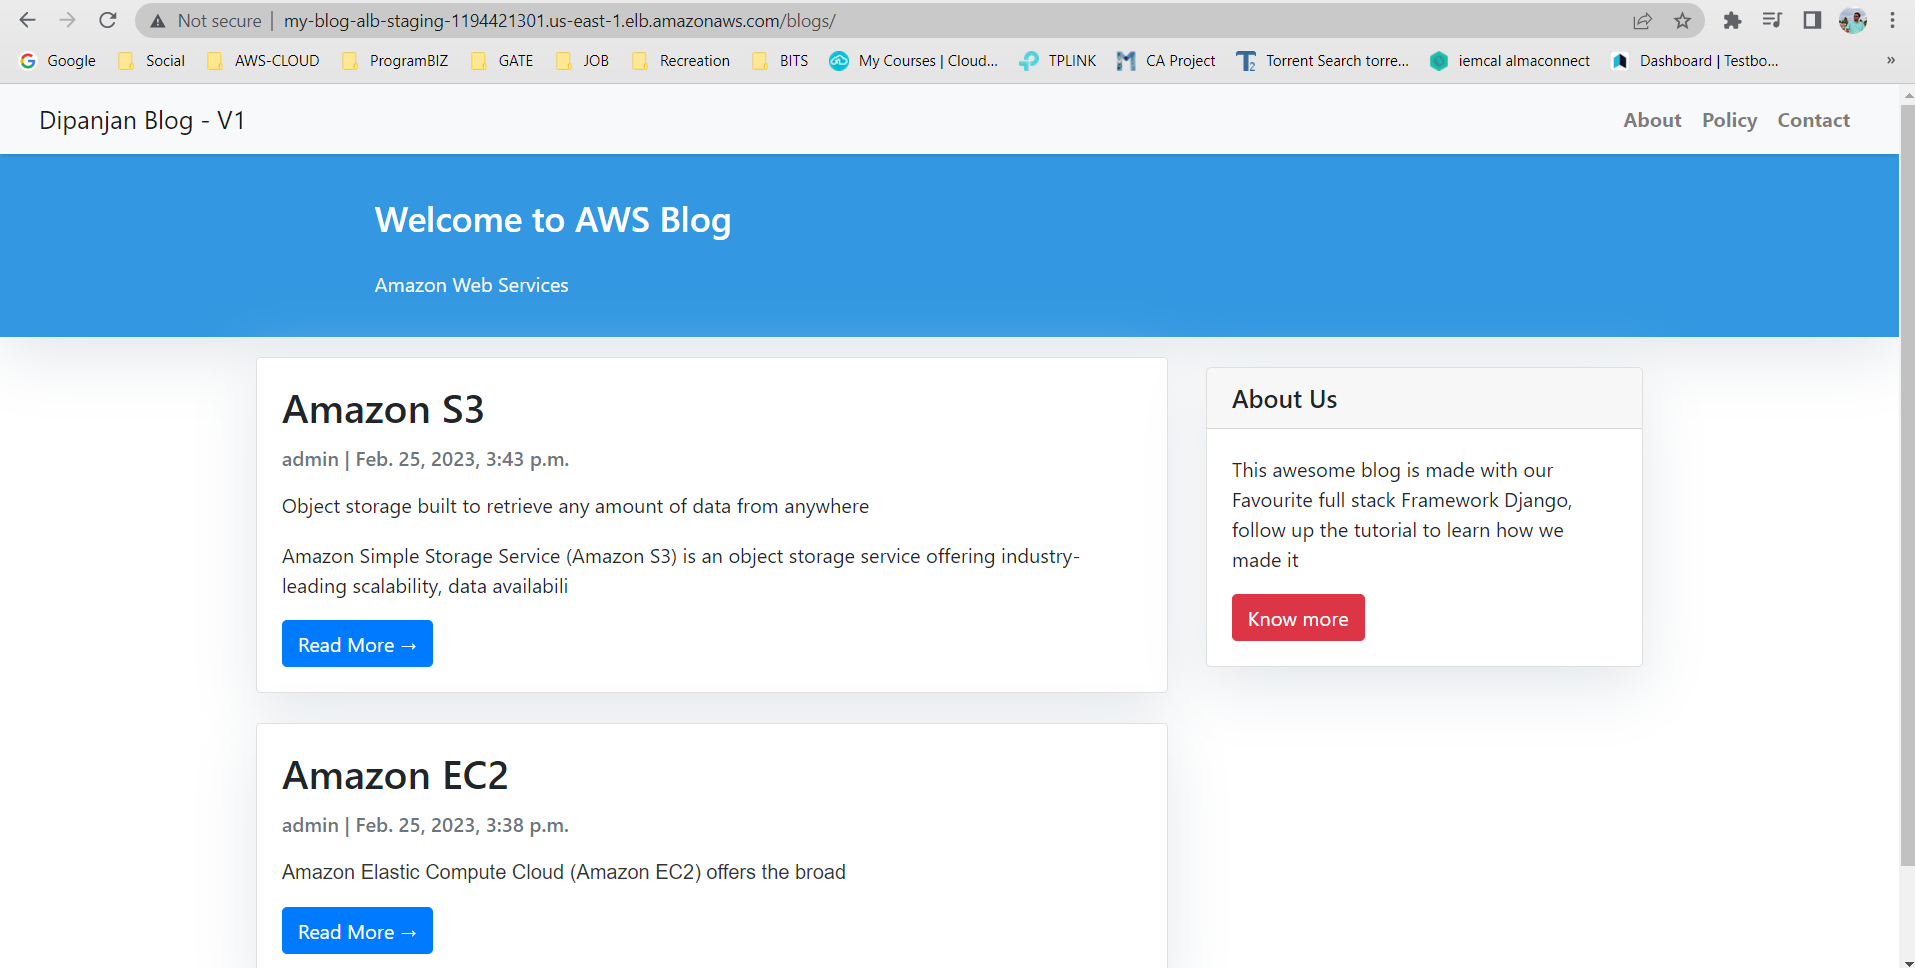 Not secure | my-blog-alb-staging-1194421301.us-east-1.elb.amazonaws.com/blogs/
Google Social AWS-CLOUD ProgramBIZ GATE JOB Recreation BITS My Courses | Cloud... TPLINK CA Project Torrent Search torre... iemcal almaconnect Dashboard | Testbo... »
Dipanjan Blog - V1 About Policy Contact
Welcome to AWS Blog
Amazon Web Services
Amazon S3
admin | Feb. 25, 2023, 3:43 p.m.
Object storage built to retrieve any amount of data from anywhere
Amazon Simple Storage Service (Amazon S3) is an object storage service offering industry-
leading scalability, data availabili
Read More →
About Us
This awesome blog is made with our
Favourite full stack Framework Django,
follow up the tutorial to learn how we
made it
Know more
Amazon EC2
admin | Feb. 25, 2023, 3:38 p.m.
Amazon Elastic Compute Cloud (Amazon EC2) offers the broad
Read More →